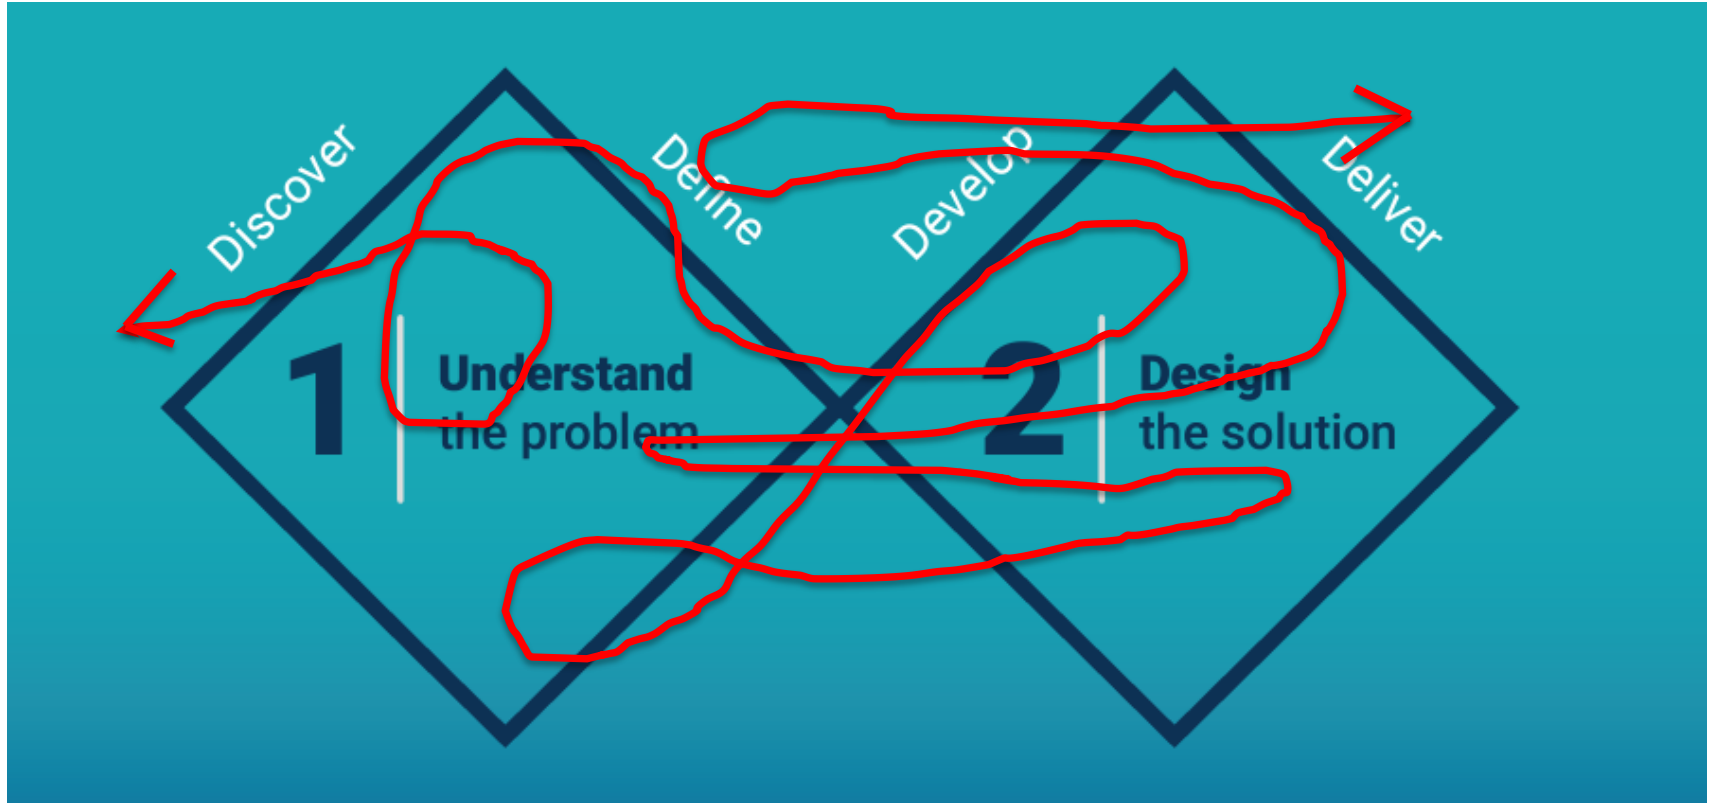 Discover
Define
Develop
Deliver
1
Understand
the problem
2
Design
the solution